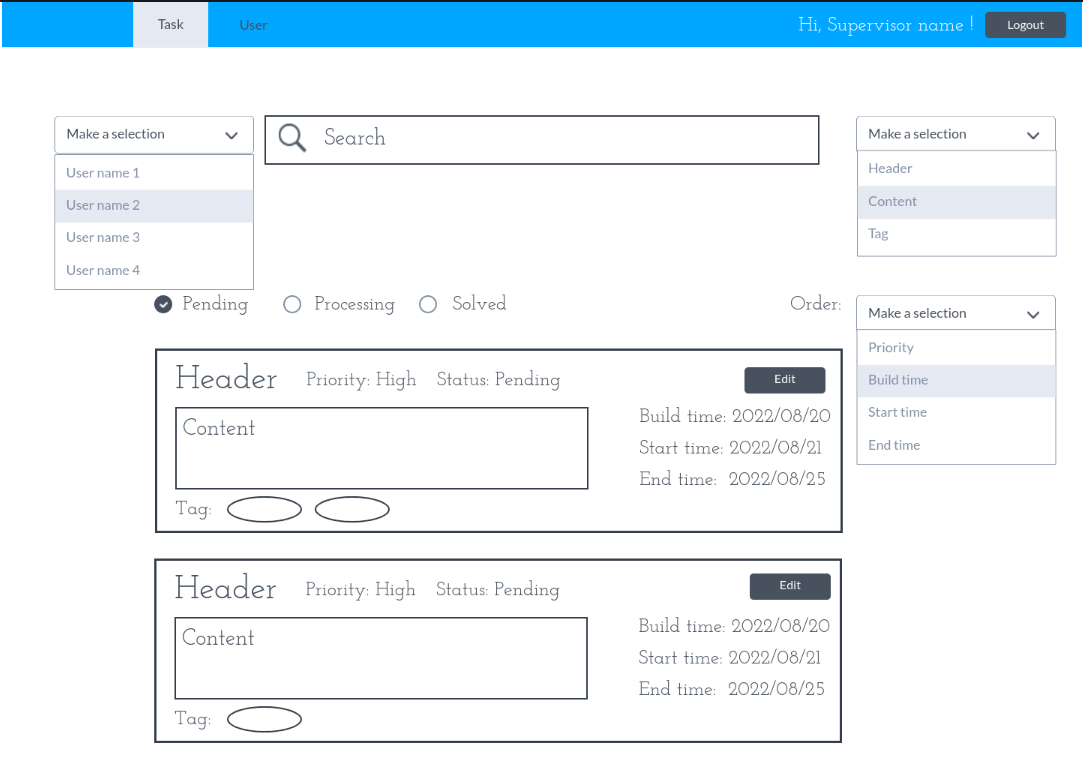 Task User Hi, Supervisor name ! Logout
Make a selection
User name 1
User name 2
User name 3
User name 4
Search
Make a selection
Header
Content
Tag
Pending Processing Solved
Order:
Make a selection
Priority
Build time
Start time
End time
Header Priority: High Status: Pending Edit
Content
Build time: 2022/08/20
Start time: 2022/08/21
End time: 2022/08/25
Tag:
Header Priority: High Status: Pending Edit
Content
Build time: 2022/08/20
Start time: 2022/08/21
End time: 2022/08/25
Tag: